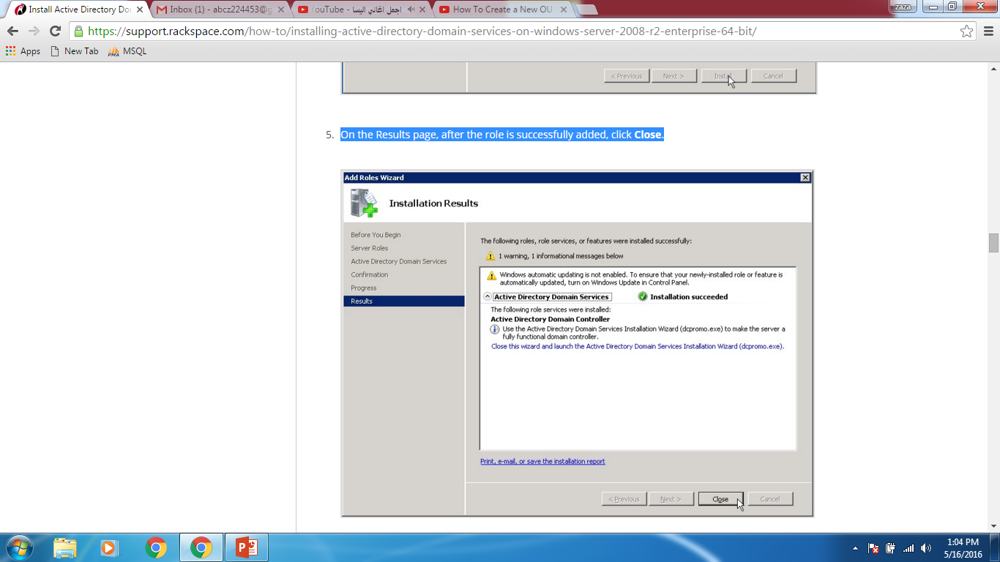 Install Active Directory Do
Inbox (1) - abcz224453@g
YouTube - اجمل اغاني اليسا
How To Create a New OU
zaza
https://support.rackspace.com/how-to/installing-active-directory-domain-services-on-windows-server-2008-r2-enterprise-64-bit/
Apps
New Tab
MSQL
< Previous
Next >
Install
Cancel
5. On the Results page, after the role is successfully added, click Close.
Add Roles Wizard
Installation Results
Before You Begin
Server Roles
Active Directory Domain Services
Confirmation
Progress
Results
The following roles, role services, or features were installed successfully:
1 warning, 1 informational messages below
Windows automatic updating is not enabled. To ensure that your newly-installed role or feature is
automatically updated, turn on Windows Update in Control Panel.
Active Directory Domain Services
Installation succeeded
The following role services were installed:
Active Directory Domain Controller
Use the Active Directory Domain Services Installation Wizard (dcpromo.exe) to make the server a
fully functional domain controller.
Close this wizard and launch the Active Directory Domain Services Installation Wizard (dcpromo.exe).
Print, e-mail, or save the installation report
< Previous
Next >
Close
Cancel
1:04 PM
5/16/2016